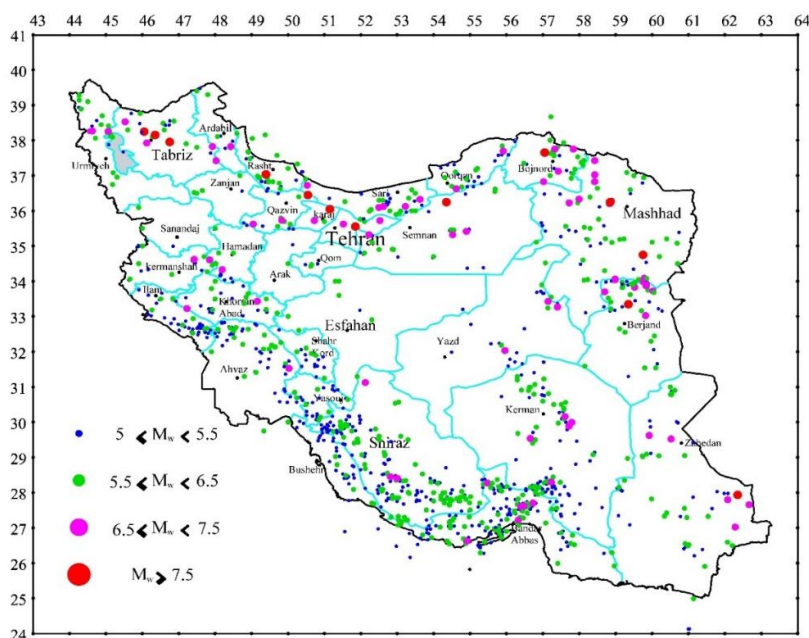 43 44 45 46 47 48 49 50 51 52 53 54 55 56 57 58 59 60 61 62 63 64
41
40
39
38
37
36
35
34
33
32
31
30
29
28
27
26
25
24
Ardabil
Tabriz
Urmiyeh
Rasht
Bojnord
Zanjan
Sari
Gorgan
Mashhad
Qazvin
karaj
Sanandaj
Tehran
Semnan
Hamadan
Qom
kermanshah
Arak
Ilam
Khoram
Abad
Berjand
Esfahan
Shahr
Kord
Yazd
Ahvaz
Yasouj
Kerman
Shiraz
Zahedan
Bushehr
Bandar
Abbas
5 < Mw < 5.5
5.5 < Mw < 6.5
6.5 < Mw < 7.5
Mw > 7.5